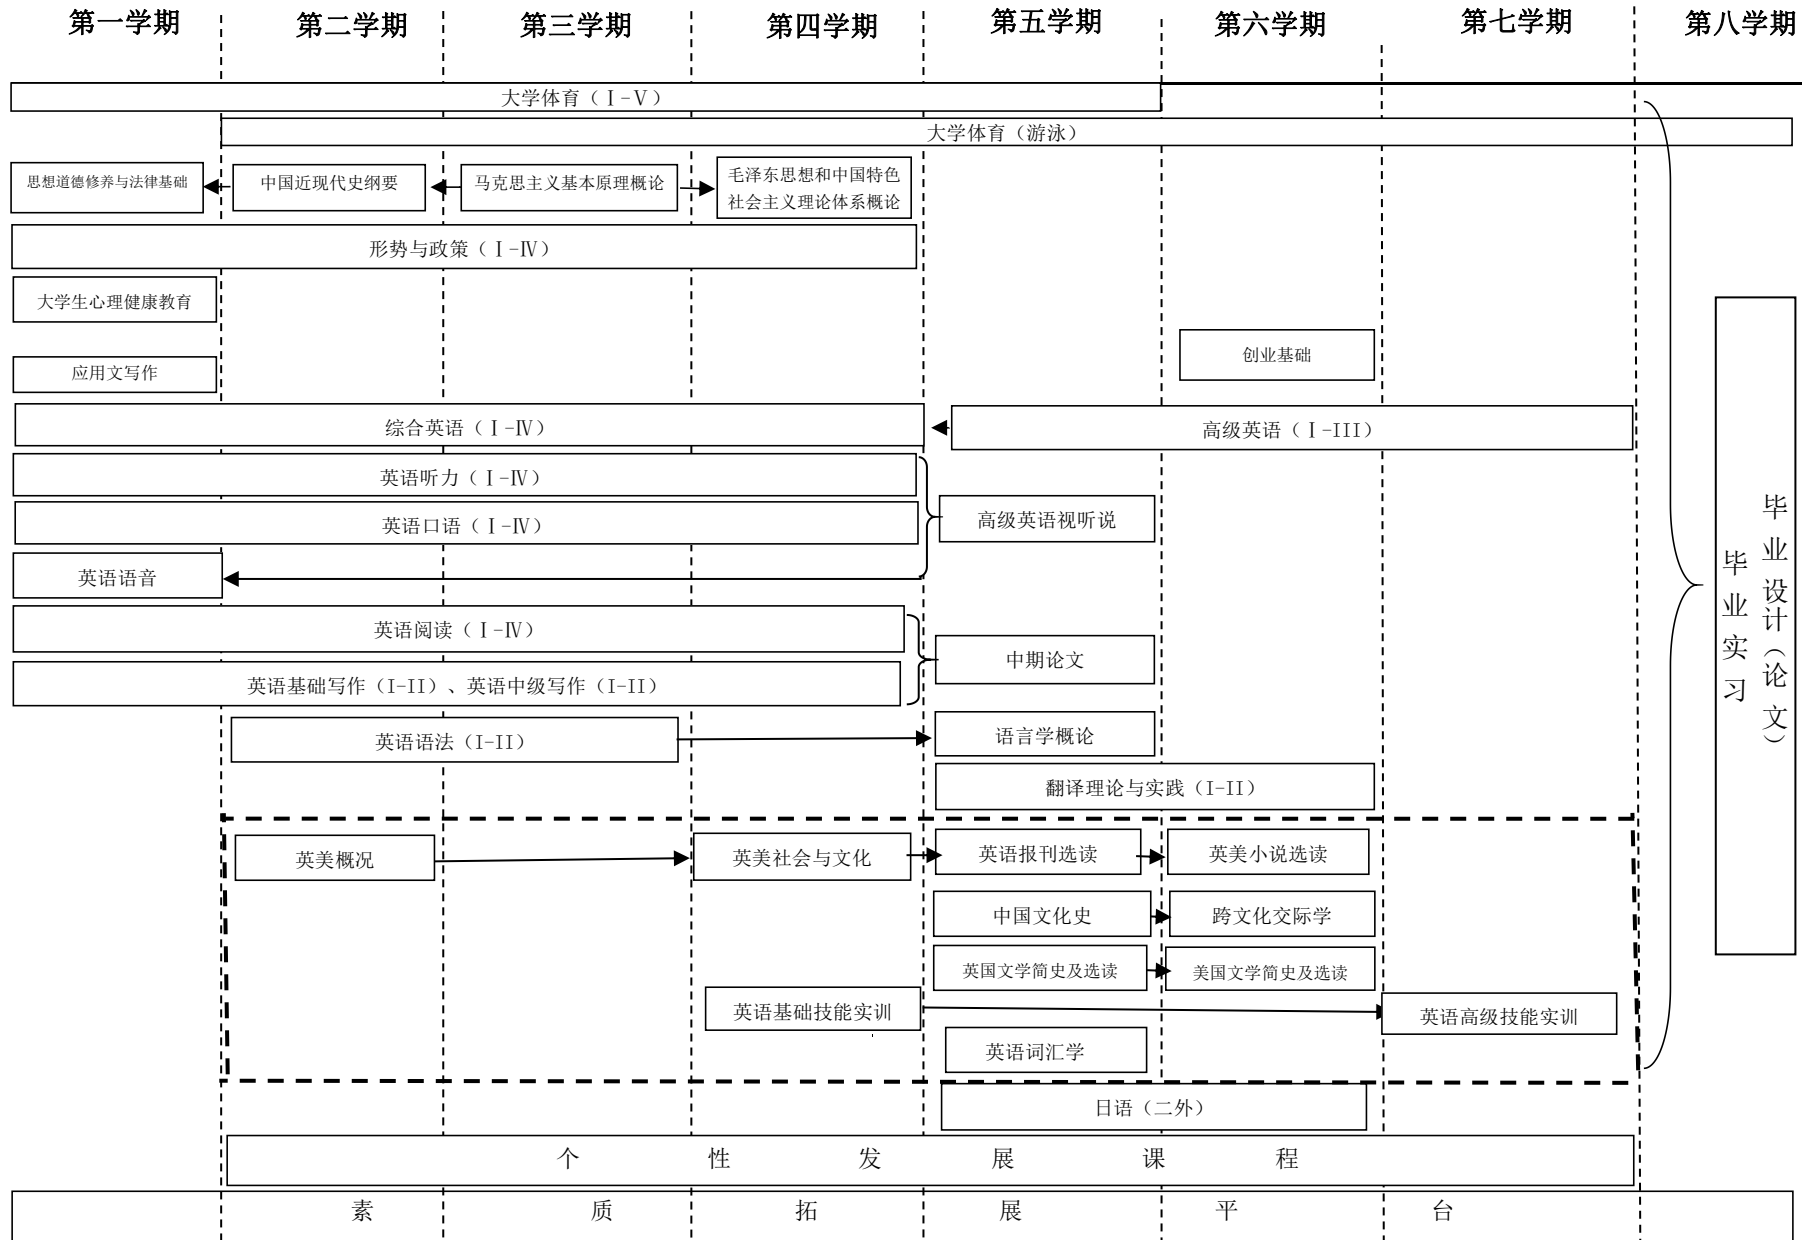 第一学期 第二学期 第三学期 第四学期 第五学期 第六学期 第七学期 第八学期
大学体育（Ⅰ-Ⅴ）
大学体育（游泳）
思想道德修养与法律基础
中国近现代史纲要
马克思主义基本原理概论
毛泽东思想和中国特色
社会主义理论体系概论
形势与政策（Ⅰ-Ⅳ）
大学生心理健康教育
创业基础
应用文写作
综合英语（Ⅰ-Ⅳ）
高级英语（Ⅰ-III）
英语听力（Ⅰ-Ⅳ）
英语口语（Ⅰ-Ⅳ）
高级英语视听说
英语语音
英语阅读（Ⅰ-Ⅳ）
中期论文
英语基础写作（I-II）、英语中级写作（I-II）
英语语法（I-II）
语言学概论
翻译理论与实践（I-II）
英美概况
英美社会与文化
英语报刊选读
英美小说选读
中国文化史
跨文化交际学
英国文学简史及选读
美国文学简史及选读
英语基础技能实训
英语高级技能实训
英语词汇学
日语（二外）
个性发展课程
素质拓展平台
毕业设计（论文）
毕业实习